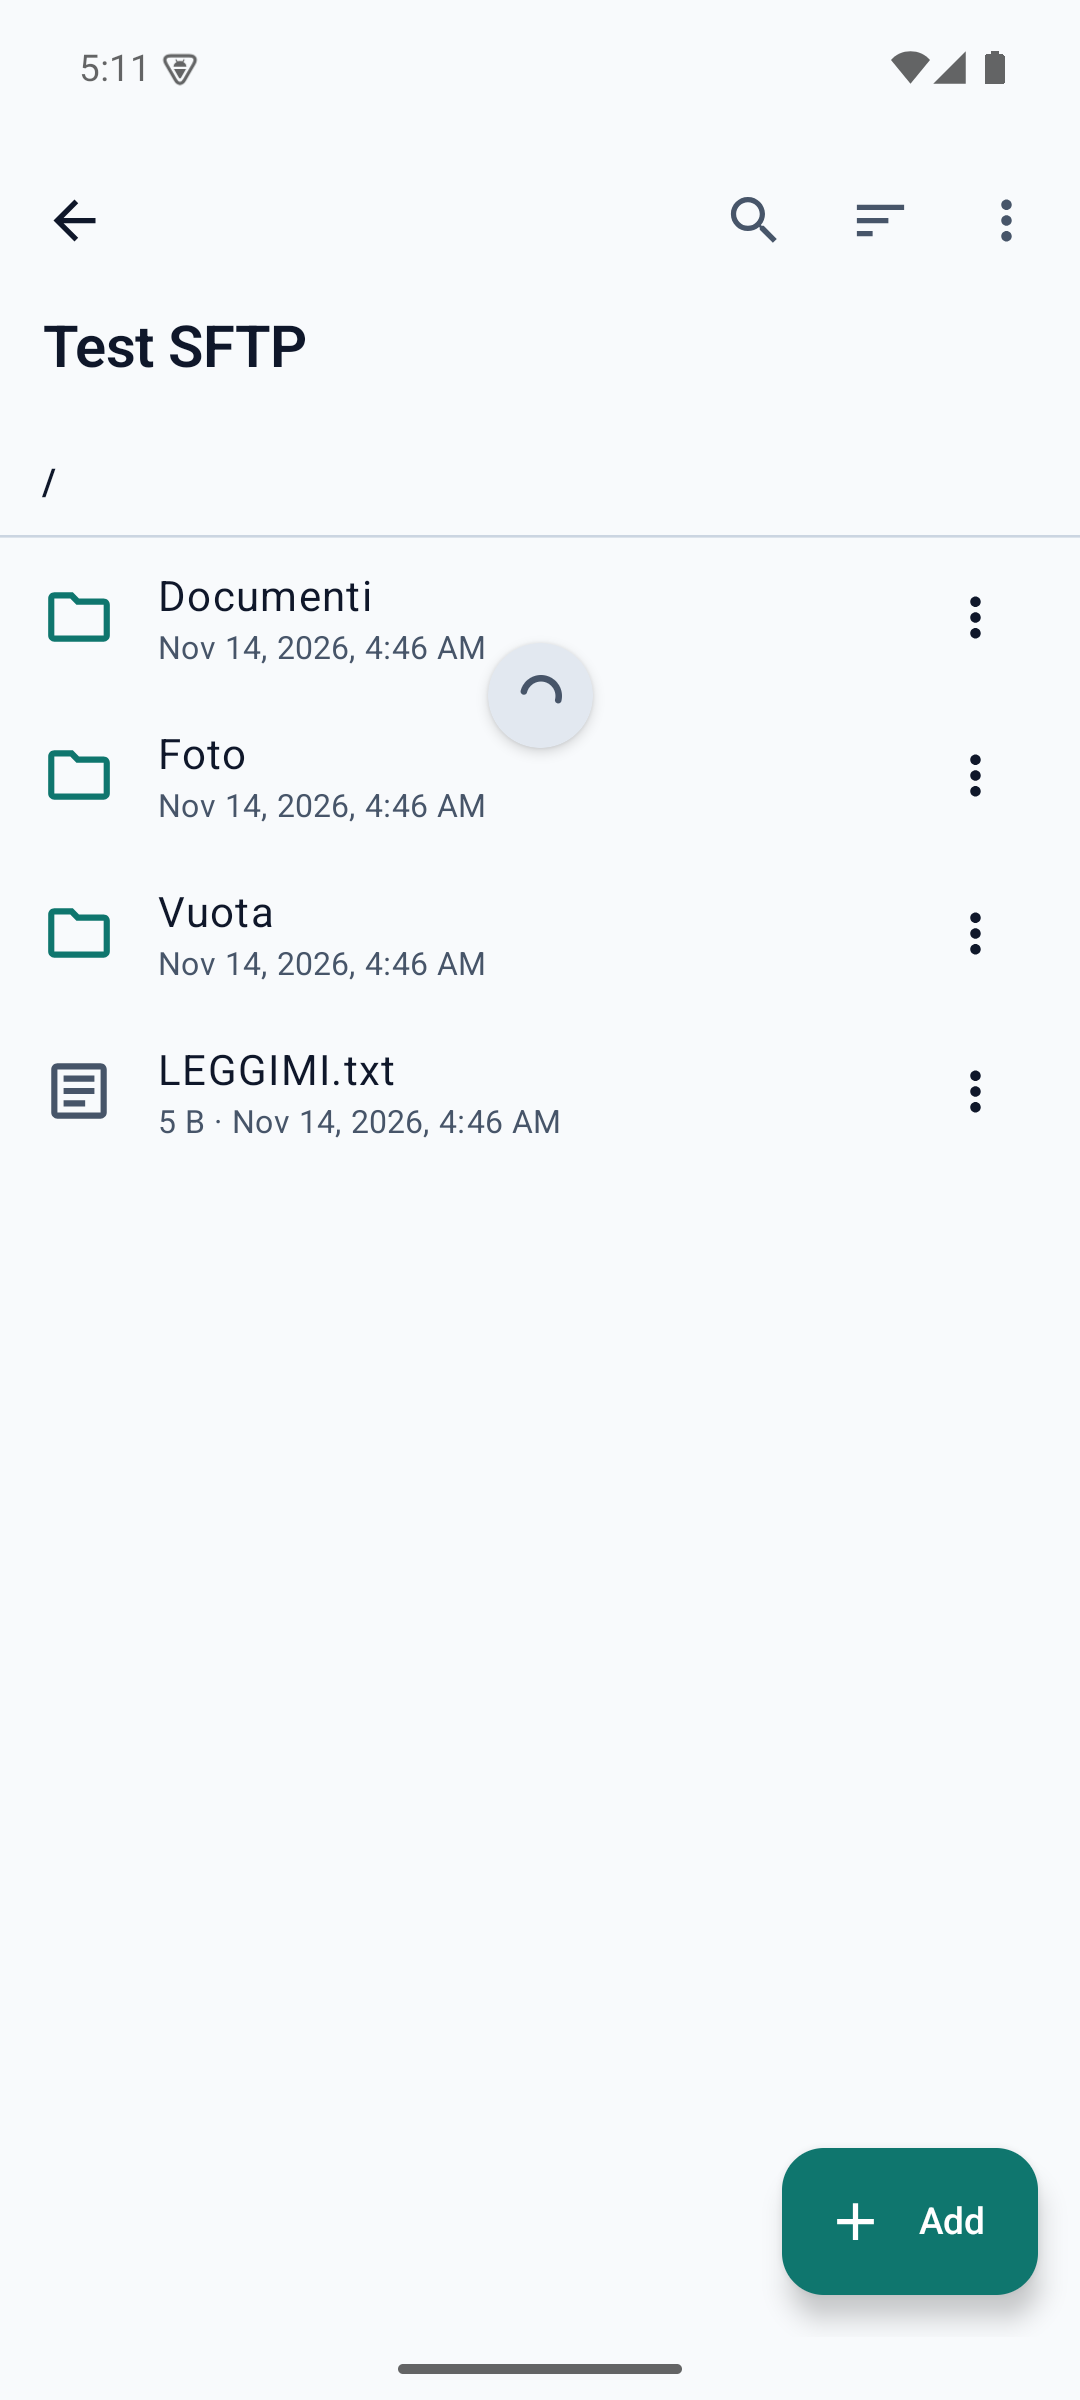 5:11
Test SFTP
/
Documenti
Nov 14, 2026, 4:46 AM
Foto
Nov 14, 2026, 4:46 AM
Vuota
Nov 14, 2026, 4:46 AM
LEGGIMI.txt
5 B · Nov 14, 2026, 4:46 AM
Add